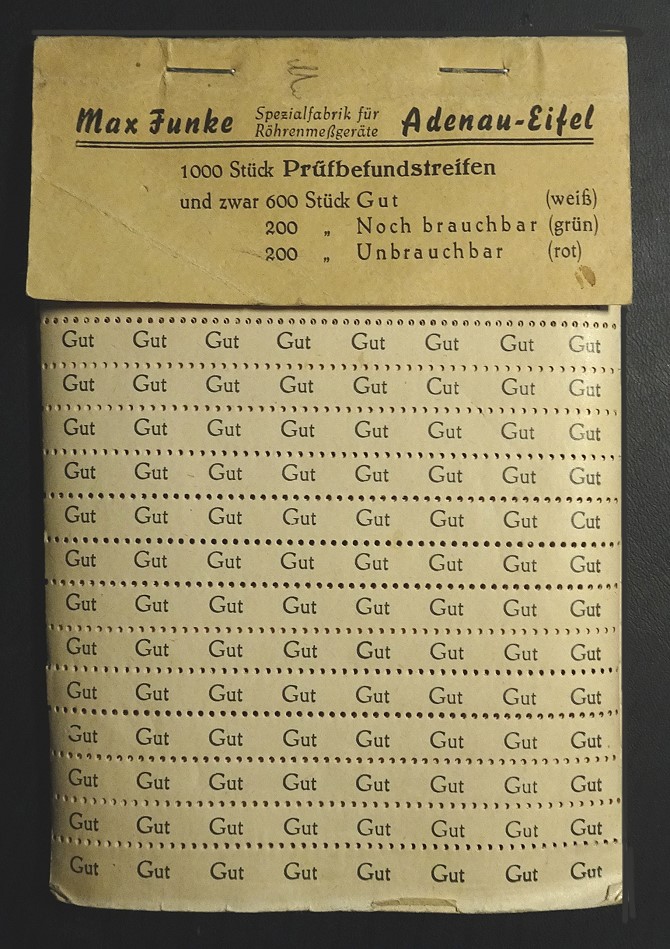 Max Funke Spezialfabrik für Röhrenmeßgeräte Adenau-Eifel
1000 Stück Prüfbefundstreifen
und zwar 600 Stück Gut (weiß)
200 „ Noch brauchbar (grün)
200 „ Unbrauchbar (rot)
Gut Gut Gut Gut Gut Gut Gut Gut
Gut Gut Gut Gut Gut Cut Gut Gut
Gut Gut Gut Gut Gut Gut Gut Gut
Gut Gut Gut Gut Gut Gut Gut Gut
Gut Gut Gut Gut Gut Gut Gut Cut
Gut Gut Gut Gut Gut Gut Gut Gut
Gut Gut Gut Gut Gut Gut Gut Gut
Gut Gut Gut Gut Gut Gut Gut Gut
Gut Gut Gut Gut Gut Gut Gut Gut
Gut Gut Gut Gut Gut Gut Gut Gut
Gut Gut Gut Gut Gut Gut Gut Gut
Gut Gut Gut Gut Gut Gut Gut Gut
Gut Gut Gut Gut Gut Gut Gut Gut